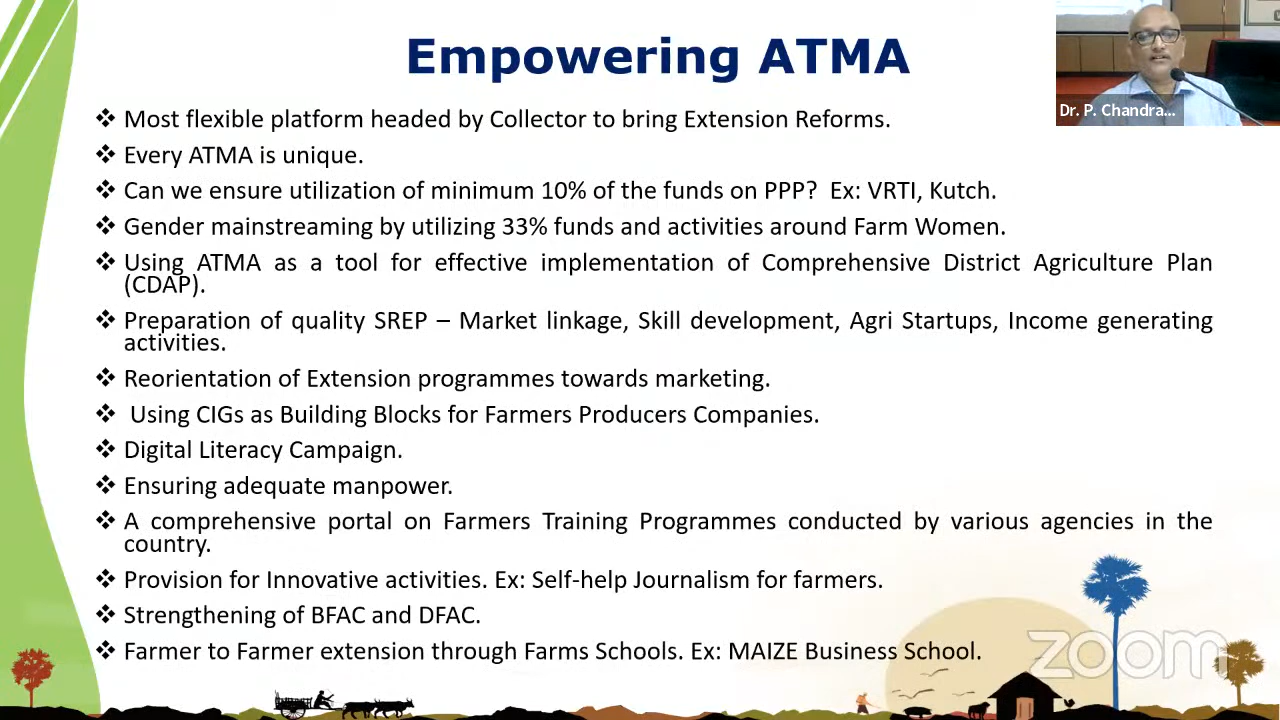 Empowering ATMA
Dr. P. Chandra...
❖ Most flexible platform headed by Collector to bring Extension Reforms.
❖ Every ATMA is unique.
❖ Can we ensure utilization of minimum 10% of the funds on PPP? Ex: VRTI, Kutch.
❖ Gender mainstreaming by utilizing 33% funds and activities around Farm Women.
❖ Using ATMA as a tool for effective implementation of Comprehensive District Agriculture Plan
(CDAP).
❖ Preparation of quality SREP – Market linkage, Skill development, Agri Startups, Income generating
activities.
❖ Reorientation of Extension programmes towards marketing.
❖ Using CIGs as Building Blocks for Farmers Producers Companies.
❖ Digital Literacy Campaign.
❖ Ensuring adequate manpower.
❖ A comprehensive portal on Farmers Training Programmes conducted by various agencies in the
country.
❖ Provision for Innovative activities. Ex: Self-help Journalism for farmers.
❖ Strengthening of BFAC and DFAC.
❖ Farmer to Farmer extension through Farms Schools. Ex: MAIZE Business School.
zoom